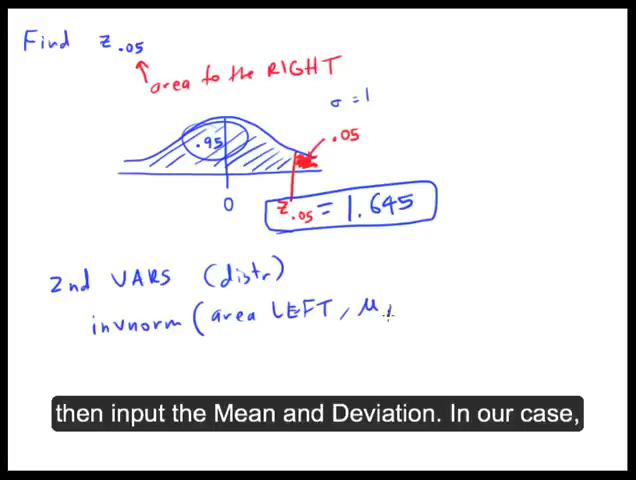 Find z.05
area to the RIGHT
σ = 1
.95
.05
0
z.05 = 1.645
2nd VARS (distr)
invnorm (area LEFT, μ,
then input the Mean and Deviation. In our case,